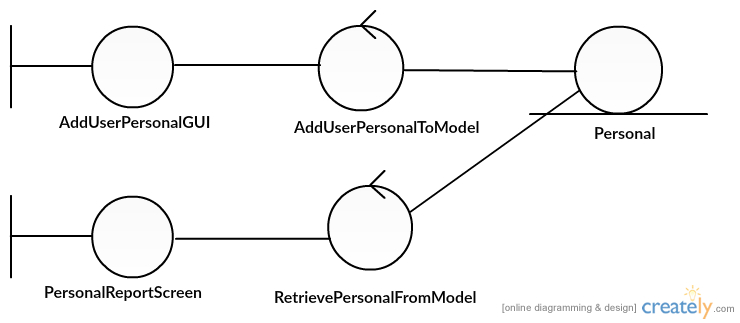 AddUserPersonalGUI
AddUserPersonalToModel
Personal
PersonalReportScreen
RetrievePersonalFromModel
[online diagramming & design] creately.com